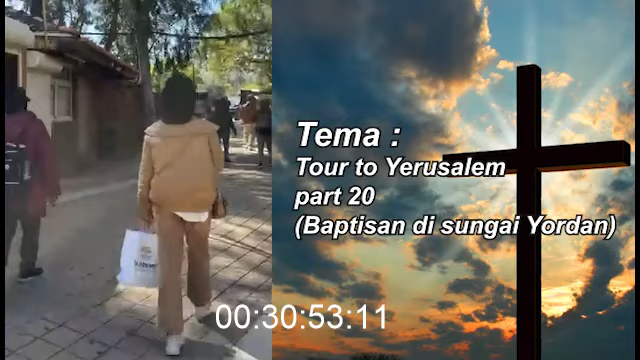 Tema :
Tour to Yerusalem
part 20
(Baptisan di sungai Yordan)
00:30:53:11